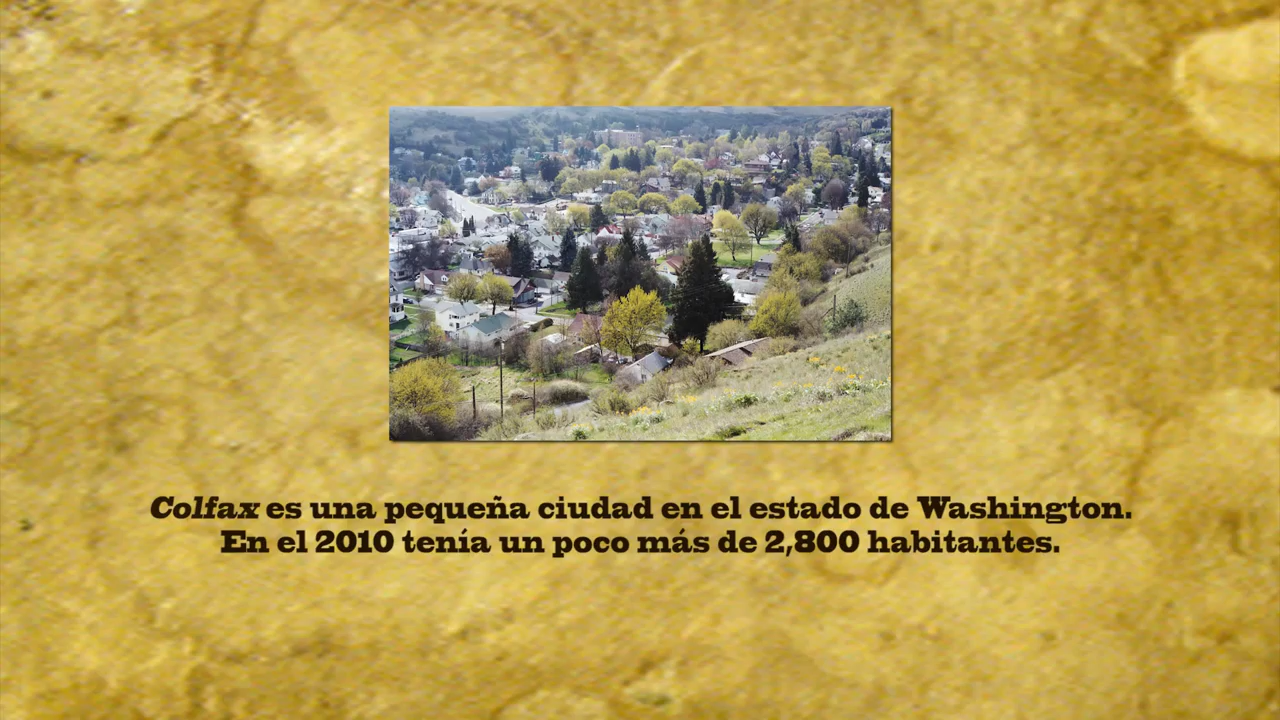 Colfax es una pequeña ciudad en el estado de Washington.
En el 2010 tenía un poco más de 2,800 habitantes.